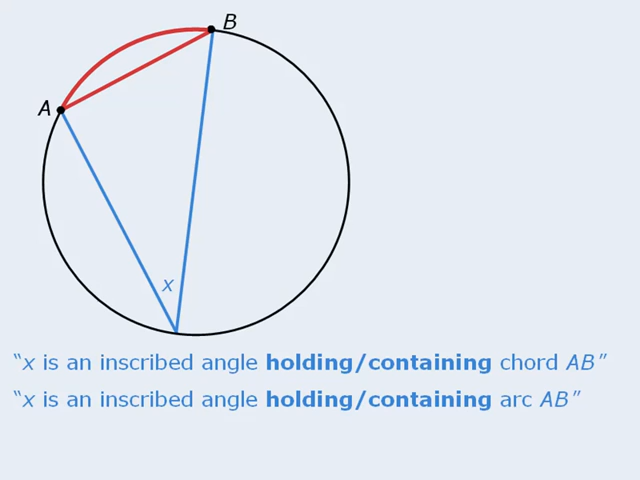 B
A
x
“x is an inscribed angle holding/containing chord AB”
“x is an inscribed angle holding/containing arc AB”